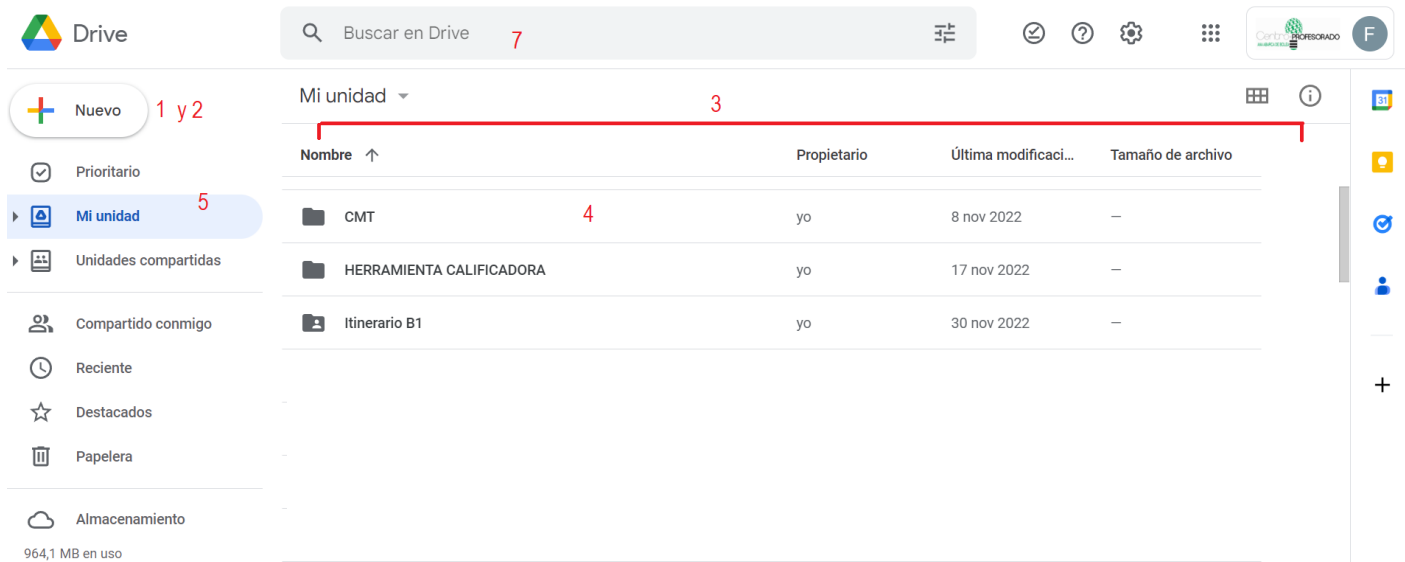 Drive
Buscar en Drive
7
Centro PROFESORADO
F
Nuevo
1 y 2
Mi unidad
3
31
Nombre
Propietario
Última modificaci...
Tamaño de archivo
Prioritario
Mi unidad
5
Unidades compartidas
CMT
4
yo
8 nov 2022
—
HERRAMIENTA CALIFICADORA
yo
17 nov 2022
—
Itinerario B1
yo
30 nov 2022
—
Compartido conmigo
Reciente
Destacados
Papelera
Almacenamiento
964,1 MB en uso